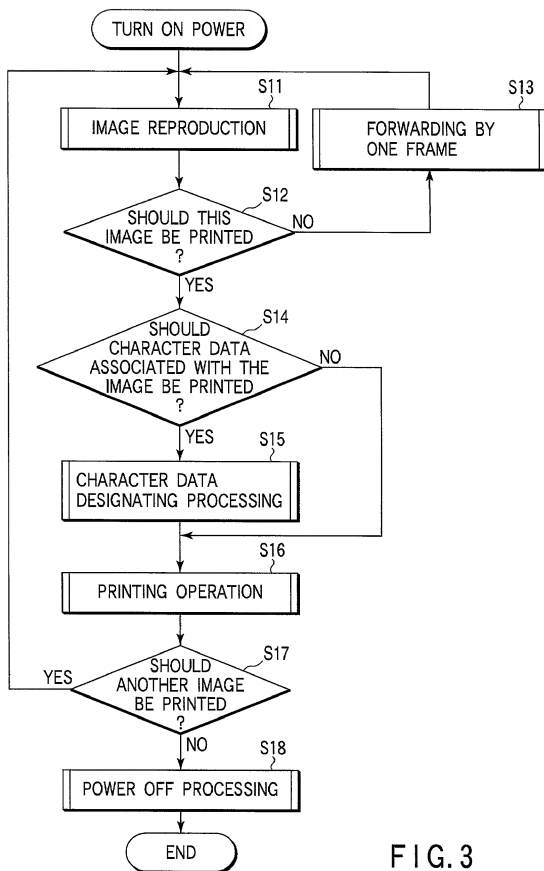 TURN ON POWER
S11
IMAGE REPRODUCTION
S13
FORWARDING BY
ONE FRAME
S12
SHOULD THIS
IMAGE BE PRINTED
?
NO
YES
S14
SHOULD
CHARACTER DATA
ASSOCIATED WITH THE
IMAGE BE PRINTED
?
NO
YES
S15
CHARACTER DATA
DESIGNATING PROCESSING
S16
PRINTING OPERATION
S17
SHOULD
ANOTHER IMAGE
BE PRINTED
?
YES
NO
S18
POWER OFF PROCESSING
END
FIG. 3